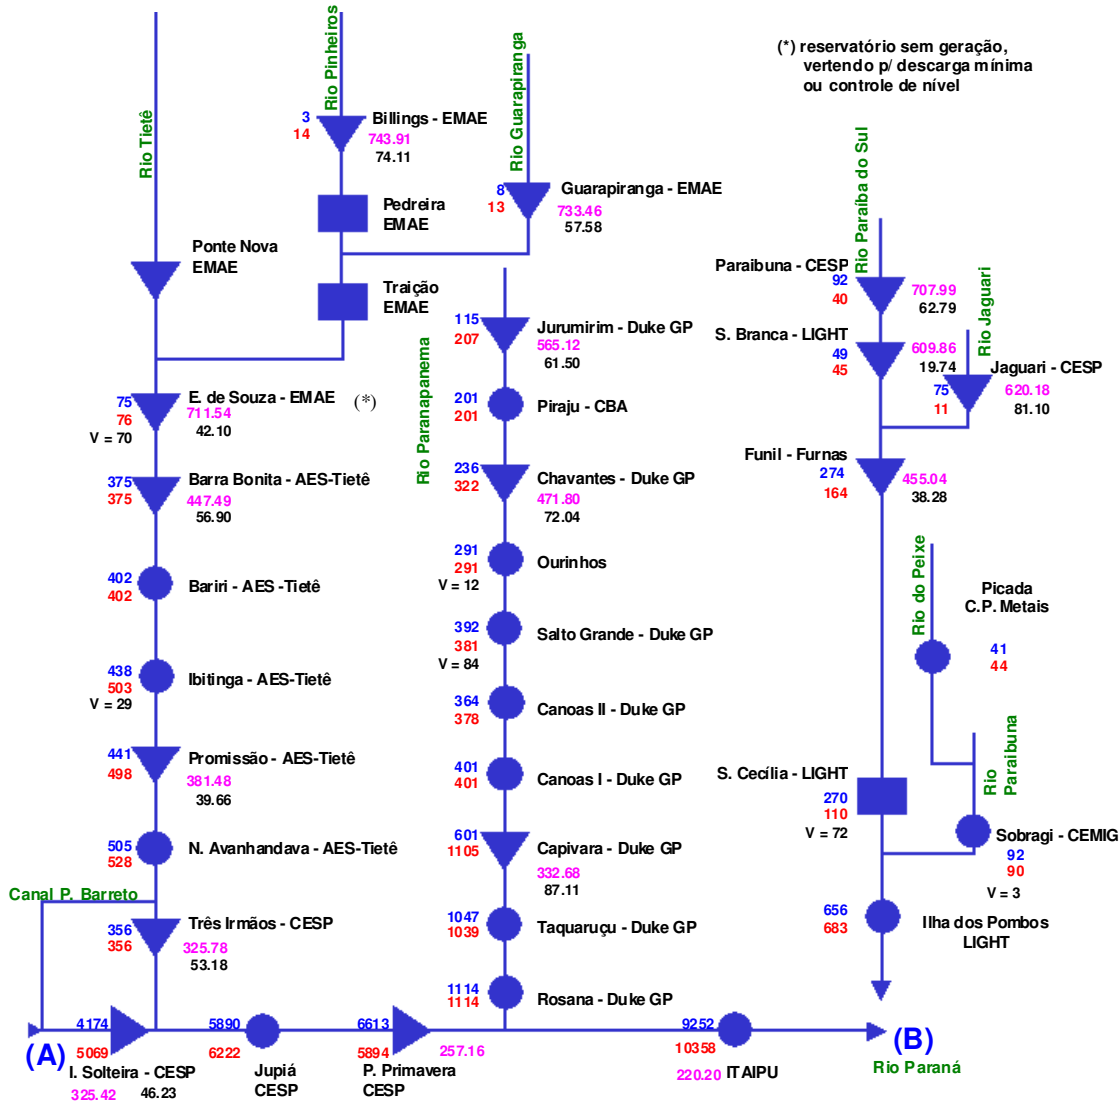 (*) reservatório sem geração,
vertendo p/ descarga mínima
ou controle de nível
Rio Tietê
Rio Pinheiros
3
14
Billings - EMAE
743.91
74.11
Rio Guarapiranga
8
13
Guarapiranga - EMAE
733.46
57.58
Pedreira
EMAE
Ponte Nova
EMAE
Traição
EMAE
75
76
V = 70
E. de Souza - EMAE (*)
711.54
42.10
375
375
Barra Bonita - AES-Tietê
447.49
56.90
402
402
Bariri - AES -Tietê
438
503
V = 29
Ibitinga - AES-Tietê
441
498
Promissão - AES-Tietê
381.48
39.66
505
528
N. Avanhandava - AES-Tietê
Canal P. Barreto
356
356
Três Irmãos - CESP
325.78
53.18
Rio Paranapanema
115
207
Jurumirim - Duke GP
565.12
61.50
201
201
Piraju - CBA
236
322
Chavantes - Duke GP
471.80
72.04
291
291
V = 12
Ourinhos
392
381
V = 84
Salto Grande - Duke GP
364
378
Canoas II - Duke GP
401
401
Canoas I - Duke GP
601
1105
Capivara - Duke GP
332.68
87.11
1047
1039
Taquaruçu - Duke GP
1114
1114
Rosana - Duke GP
Rio Paraíba do Sul
Paraibuna - CESP
92
40
707.99
62.79
S. Branca - LIGHT
49
45
609.86
19.74
Rio Jaguari
Jaguari - CESP
75
11
620.18
81.10
Funil - Furnas
274
164
455.04
38.28
Rio do Peixe
Picada
C.P. Metais
41
44
S. Cecília - LIGHT
270
110
V = 72
Rio
Paraibuna
Sobragi - CEMIG
92
90
V = 3
656
683
Ilha dos Pombos
LIGHT
(A)
4174
5069
I. Solteira - CESP
325.42
46.23
5890
6222
Jupiá
CESP
6613
5894
257.16
P. Primavera
CESP
9252
10358
220.20
ITAIPU
(B)
Rio Paraná